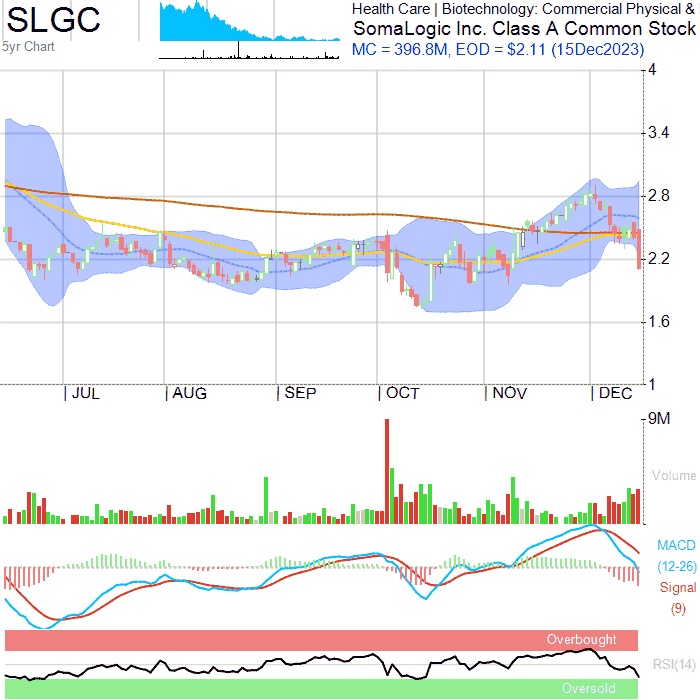 SLGC
5yr Chart
Health Care | Biotechnology: Commercial Physical &
SomaLogic Inc. Class A Common Stock
MC = 396.8M, EOD = $2.11 (15Dec2023)
4
3.4
2.8
2.2
1.6
1
JUL AUG SEP OCT NOV DEC
9M
Volume
MACD
(12-26)
Signal
(9)
Overbought
RSI(14)
Oversold